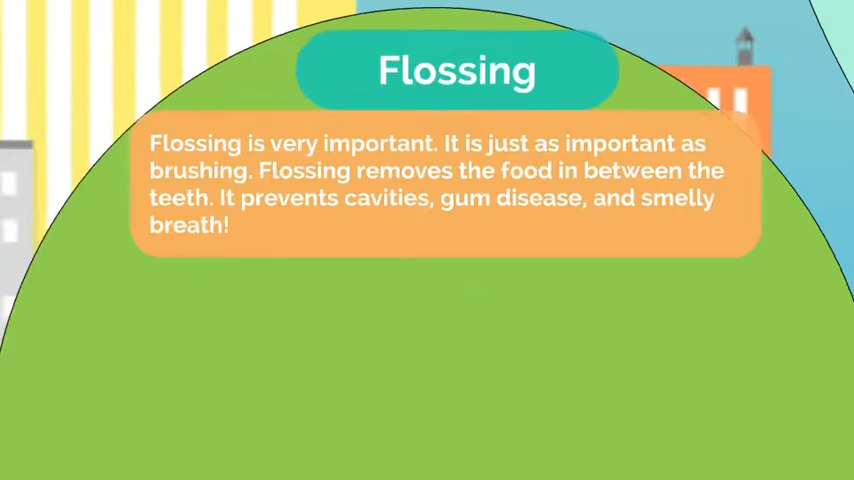 Flossing
Flossing is very important. It is just as important as
brushing. Flossing removes the food in between the
teeth. It prevents cavities, gum disease, and smelly
breath!